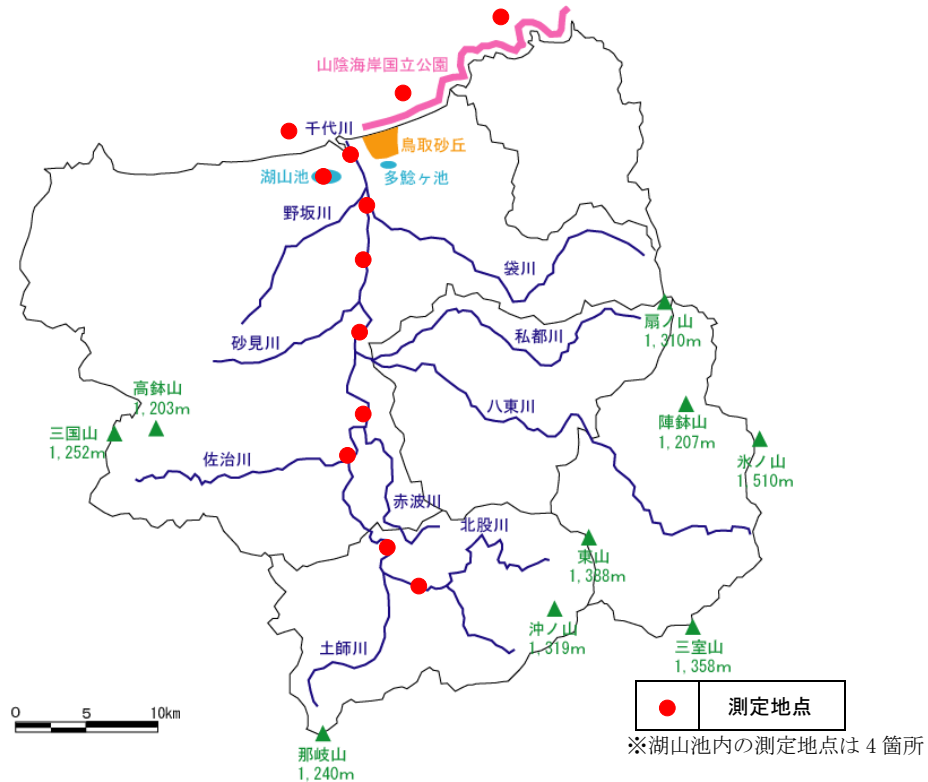 山陰海岸国立公園
千代川
鳥取砂丘
湖山池
多鯰ヶ池
野坂川
袋川
扇ノ山
1,310m
砂見川
私都川
高鉢山
1,203m
八東川
陣鉢山
1,207m
三国山
1,252m
氷ノ山
1,510m
佐治川
赤波川
北股川
東山
1,388m
沖ノ山
1,319m
土師川
三室山
1,358m
0 5 10km
測定地点
※湖山池内の測定地点は 4 箇所
那岐山
1,240m